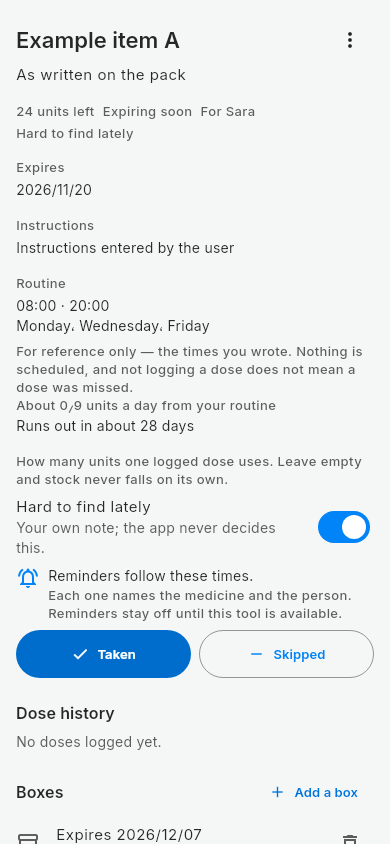 Example item A
As written on the pack
24 units left  Expiring soon  For Sara
Hard to find lately
Expires
2026/11/20
Instructions
Instructions entered by the user
Routine
08:00 · 20:00
Monday، Wednesday، Friday
For reference only — the times you wrote. Nothing is
scheduled, and not logging a dose does not mean a
dose was missed.
About 0٫9 units a day from your routine
Runs out in about 28 days
How many units one logged dose uses. Leave empty
and stock never falls on its own.
Hard to find lately
Your own note; the app never decides
this.
Reminders follow these times.
Each one names the medicine and the person.
Reminders stay off until this tool is available.
Taken
Skipped
Dose history
No doses logged yet.
Boxes
Add a box
Expires 2026/12/07